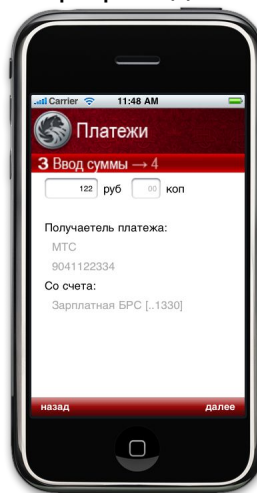 Carrier 11:48 AM
Платежи
3 Ввод суммы → 4
122 руб 00 коп
Получаетель платежа:
МТС
9041122334
Со счета:
Зарплатная БРС [..1330]
назад далее